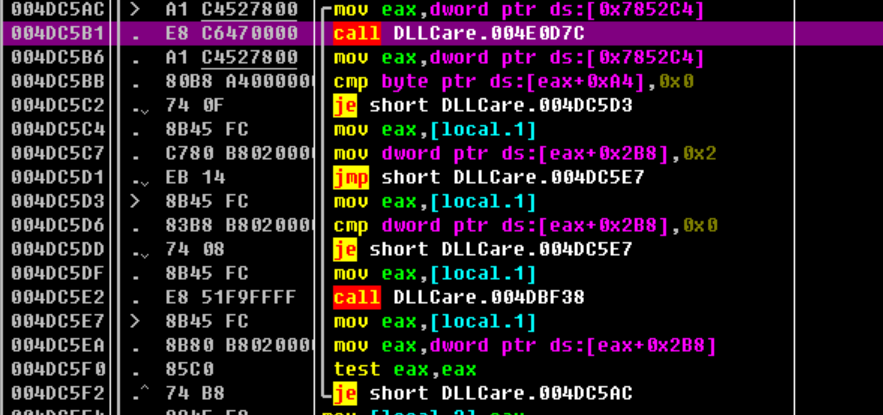 004DC5AC > A1 C4527800 mov eax,dword ptr ds:[0x7852C4]
004DC5B1 . E8 C6470000 call DLLCare.004E0D7C
004DC5B6 . A1 C4527800 mov eax,dword ptr ds:[0x7852C4]
004DC5BB . 80B8 A4000000 cmp byte ptr ds:[eax+0xA4],0x0
004DC5C2 .⌄ 74 0F je short DLLCare.004DC5D3
004DC5C4 . 8B45 FC mov eax,[local.1]
004DC5C7 . C780 B8020000 mov dword ptr ds:[eax+0x2B8],0x2
004DC5D1 .⌄ EB 14 jmp short DLLCare.004DC5E7
004DC5D3 > 8B45 FC mov eax,[local.1]
004DC5D6 . 83B8 B8020000 cmp dword ptr ds:[eax+0x2B8],0x0
004DC5DD .⌄ 74 08 je short DLLCare.004DC5E7
004DC5DF . 8B45 FC mov eax,[local.1]
004DC5E2 . E8 51F9FFFF call DLLCare.004DBF38
004DC5E7 > 8B45 FC mov eax,[local.1]
004DC5EA . 8B80 B8020000 mov eax,dword ptr ds:[eax+0x2B8]
004DC5F0 . 85C0 test eax,eax
004DC5F2 .^ 74 B8 je short DLLCare.004DC5AC